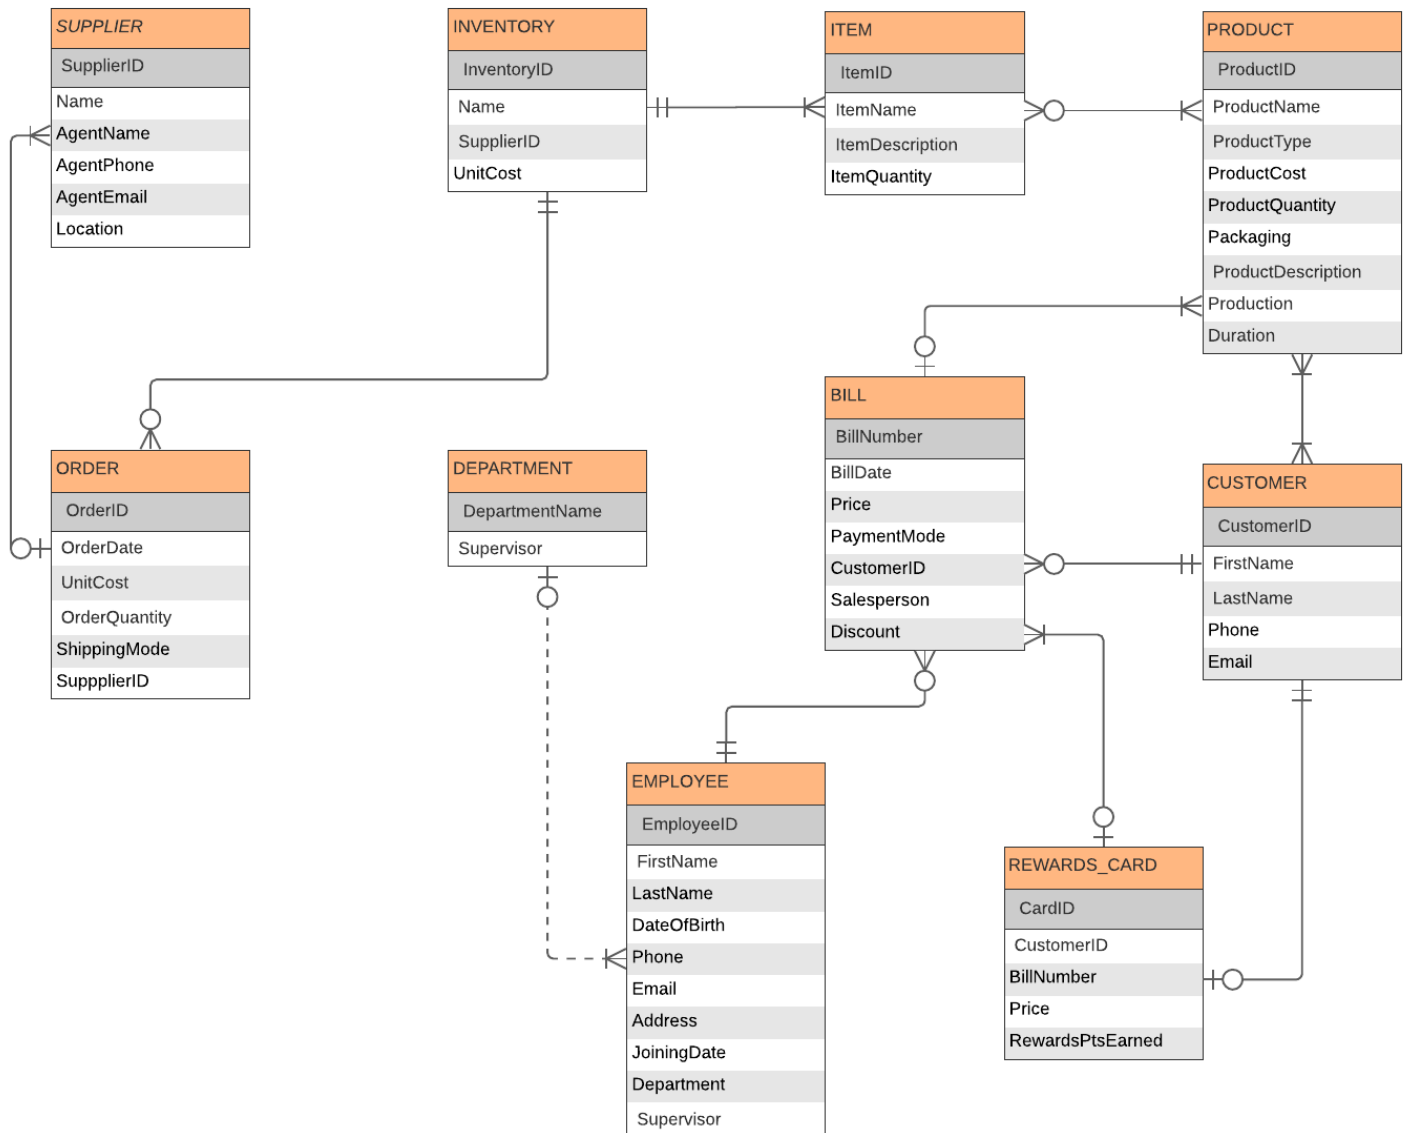 SUPPLIER
SupplierID
Name
AgentName
AgentPhone
AgentEmail
Location
INVENTORY
InventoryID
Name
SupplierID
UnitCost
ITEM
ItemID
ItemName
ItemDescription
ItemQuantity
PRODUCT
ProductID
ProductName
ProductType
ProductCost
ProductQuantity
Packaging
ProductDescription
Production
Duration
ORDER
OrderID
OrderDate
UnitCost
OrderQuantity
ShippingMode
SuppplierID
DEPARTMENT
DepartmentName
Supervisor
BILL
BillNumber
BillDate
Price
PaymentMode
CustomerID
Salesperson
Discount
CUSTOMER
CustomerID
FirstName
LastName
Phone
Email
EMPLOYEE
EmployeeID
FirstName
LastName
DateOfBirth
Phone
Email
Address
JoiningDate
Department
Supervisor
REWARDS_CARD
CardID
CustomerID
BillNumber
Price
RewardsPtsEarned